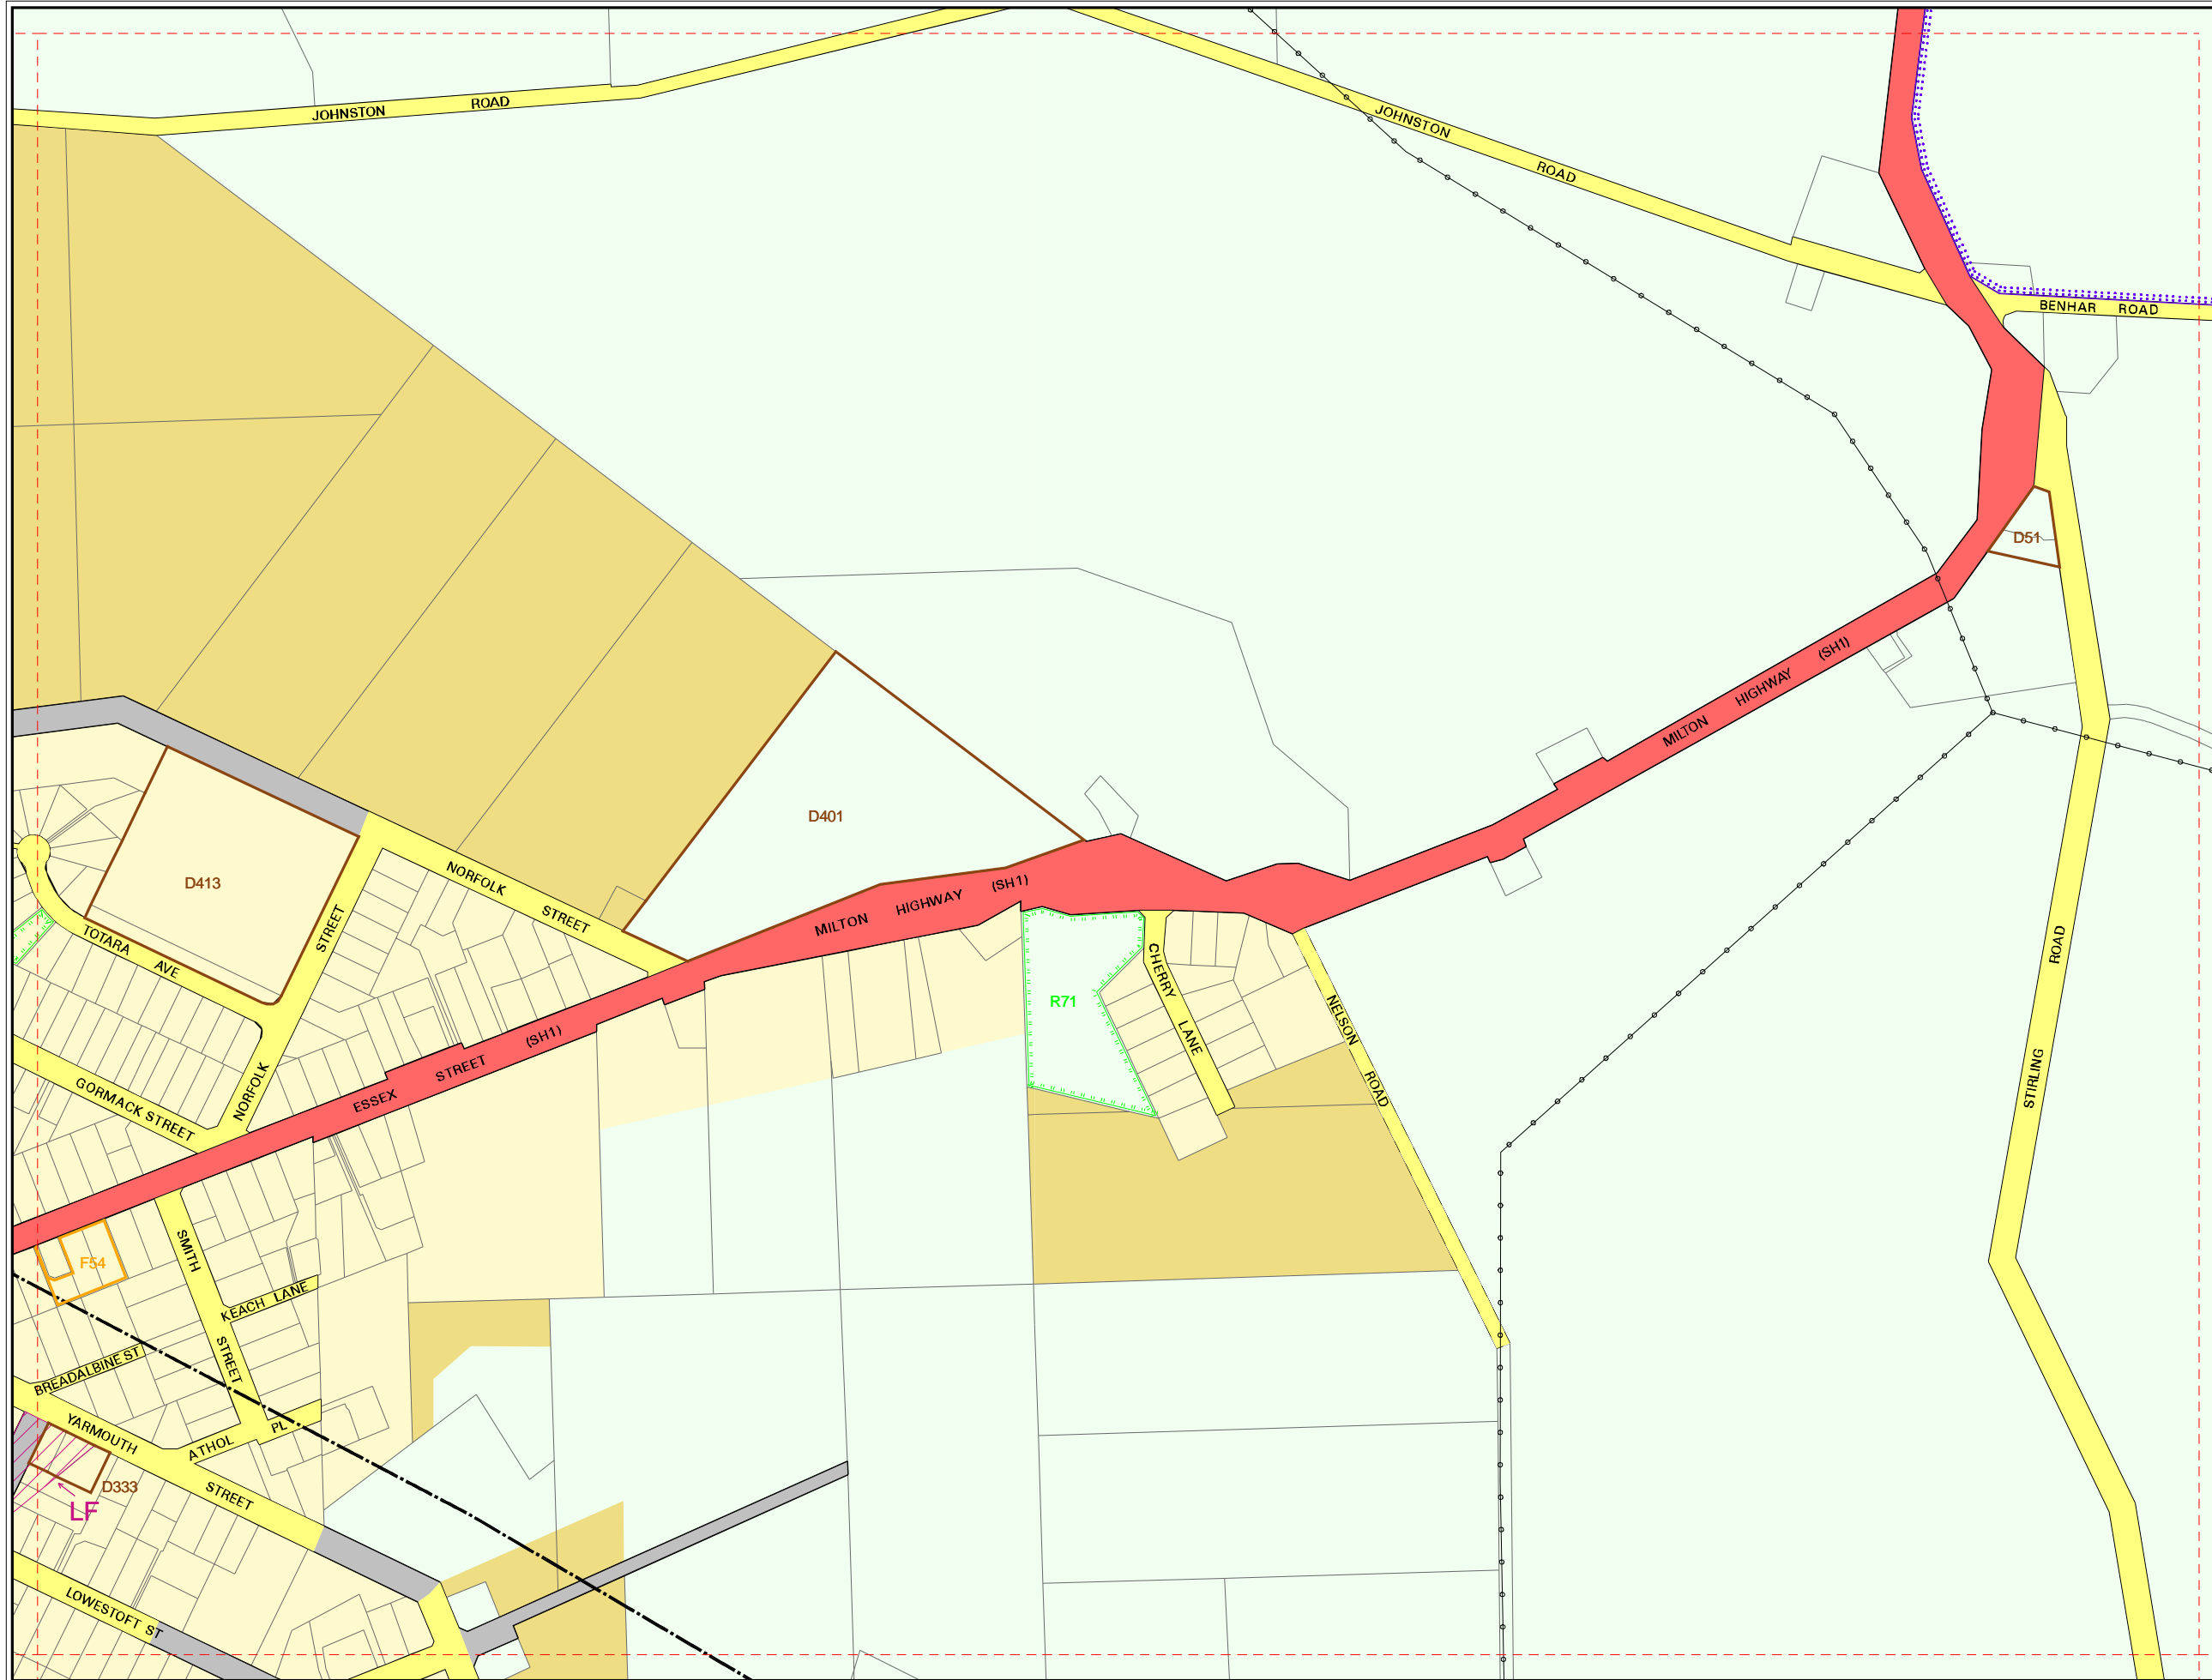 JOHNSTON ROAD
JOHNSTON ROAD
BENHAR ROAD
D51
MILTON HIGHWAY (SH1)
D401
D413
NORFOLK STREET
MILTON HIGHWAY (SH1)
TOTARA AVE
NORFOLK STREET
R71
CHERRY LANE
NELSON ROAD
STIRLING ROAD
ESSEX STREET (SH1)
GORMACK STREET
F54
SMITH STREET
KEACH LANE
BREADALBINE ST
YARMOUTH STREET
ATHOL PL
D333
LF
LOWESTOFT ST